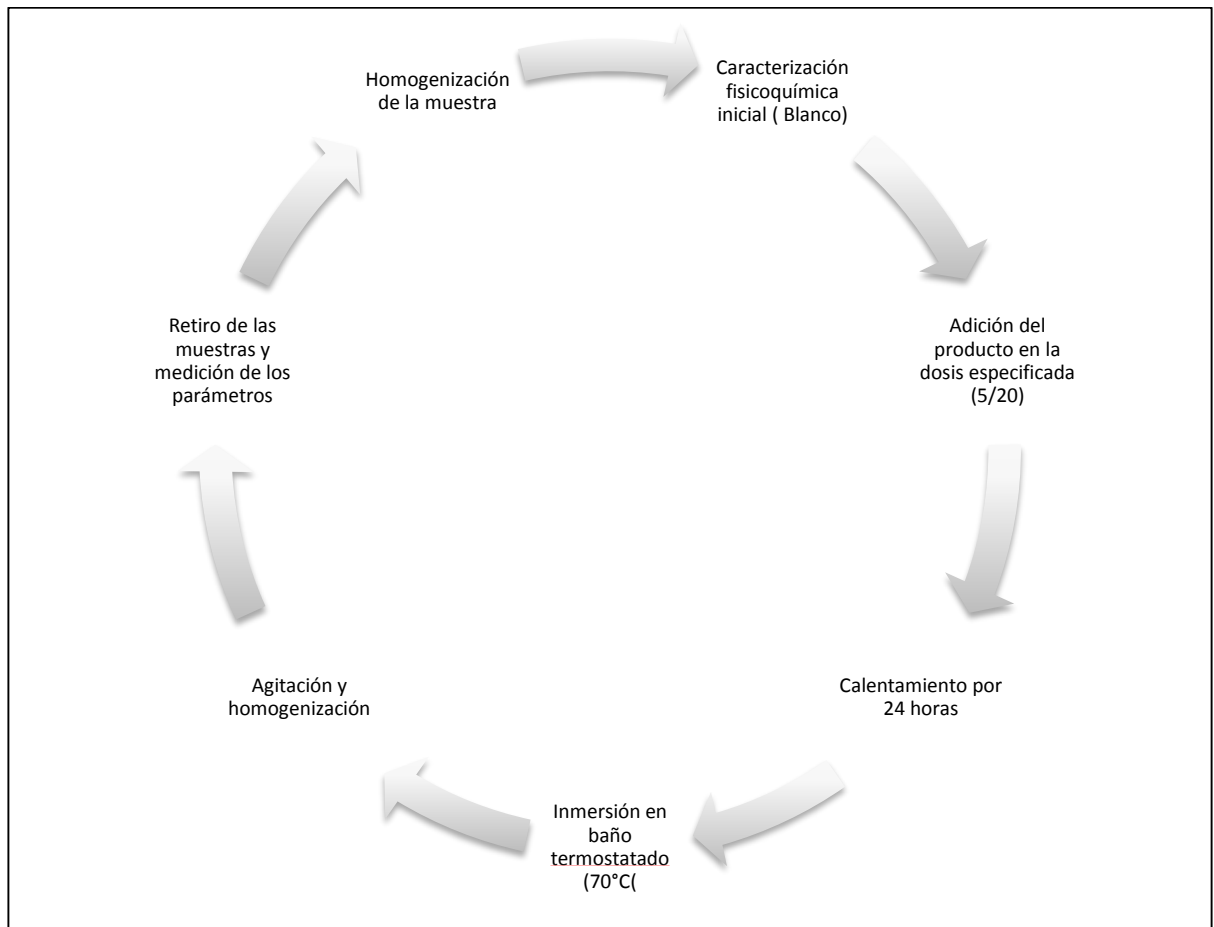 Homogenización
de la muestra
Caracterización
fisicoquímica
inicial ( Blanco)
Adición del
producto en la
dosis especificada
(5/20)
Calentamiento por
24 horas
Inmersión en
baño
termostatado
(70°C(
Agitación y
homogenización
Retiro de las
muestras y
medición de los
parámetros